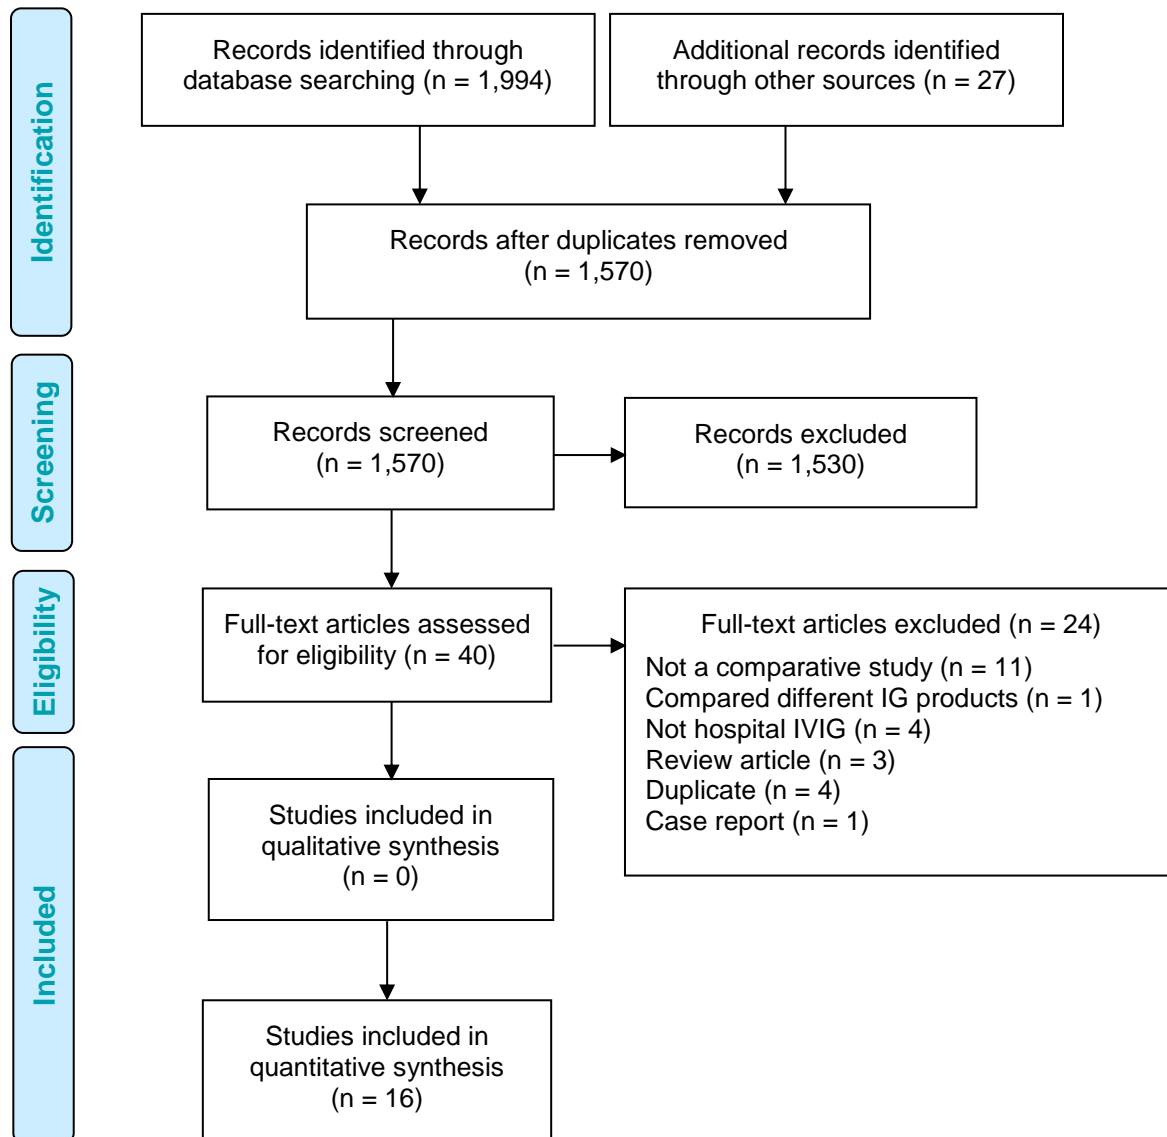 Identification
Records identified through
database searching (n = 1,994)
Additional records identified
through other sources (n = 27)
Records after duplicates removed
(n = 1,570)
Screening
Records screened
(n = 1,570)
Records excluded
(n = 1,530)
Eligibility
Full-text articles assessed
for eligibility (n = 40)
Full-text articles excluded (n = 24)
Not a comparative study (n = 11)
Compared different IG products (n = 1)
Not hospital IVIG (n = 4)
Review article (n = 3)
Duplicate (n = 4)
Case report (n = 1)
Included
Studies included in
qualitative synthesis
(n = 0)
Studies included in
quantitative synthesis
(n = 16)